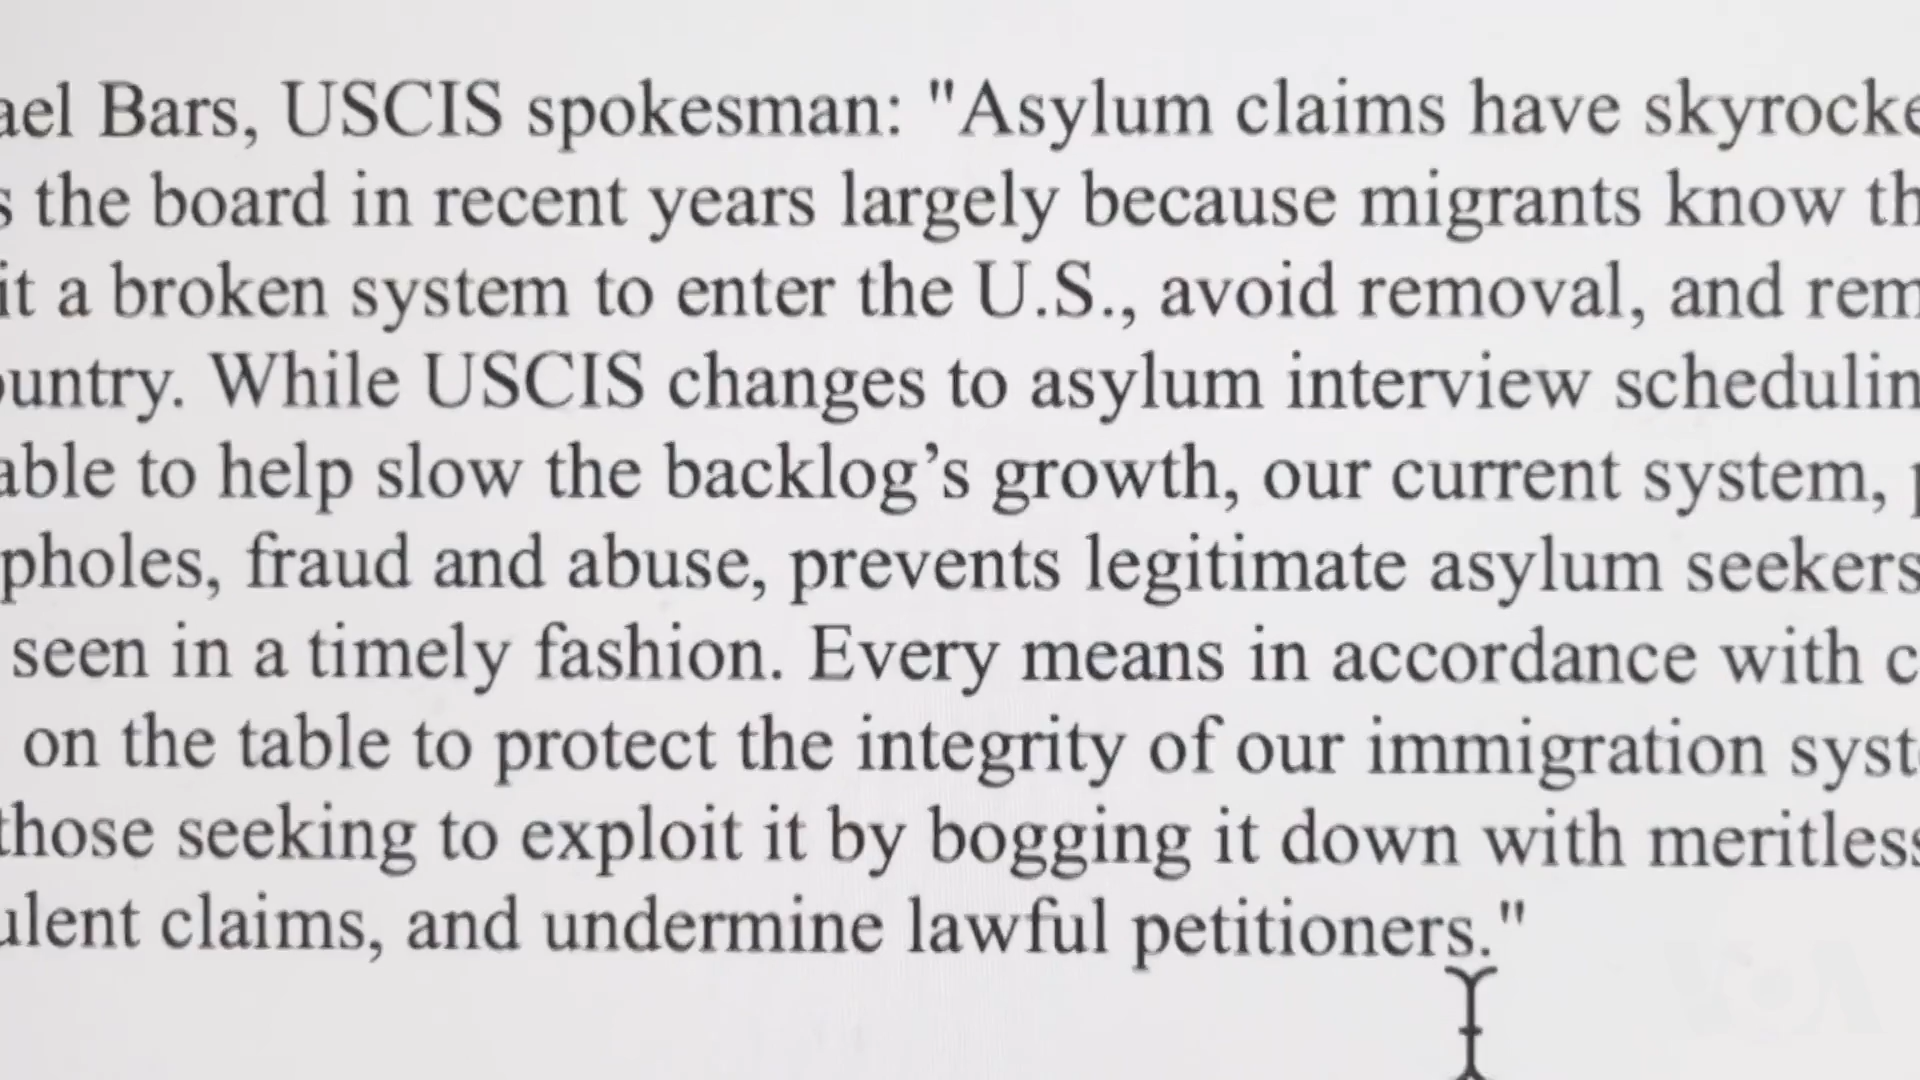 ael Bars, USCIS spokesman: "Asylum claims have skyrocke
s the board in recent years largely because migrants know th
it a broken system to enter the U.S., avoid removal, and rem
ountry. While USCIS changes to asylum interview schedulin
able to help slow the backlog’s growth, our current system, p
pholes, fraud and abuse, prevents legitimate asylum seekers
seen in a timely fashion. Every means in accordance with c
on the table to protect the integrity of our immigration syste
those seeking to exploit it by bogging it down with meritless
ulent claims, and undermine lawful petitioners."
VOA